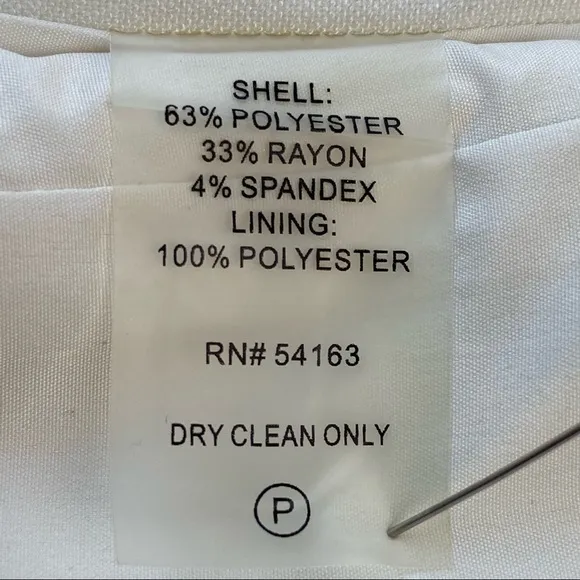 SHELL:
63% POLYESTER
33% RAYON
4% SPANDEX
LINING:
100% POLYESTER
RN# 54163
DRY CLEAN ONLY
P